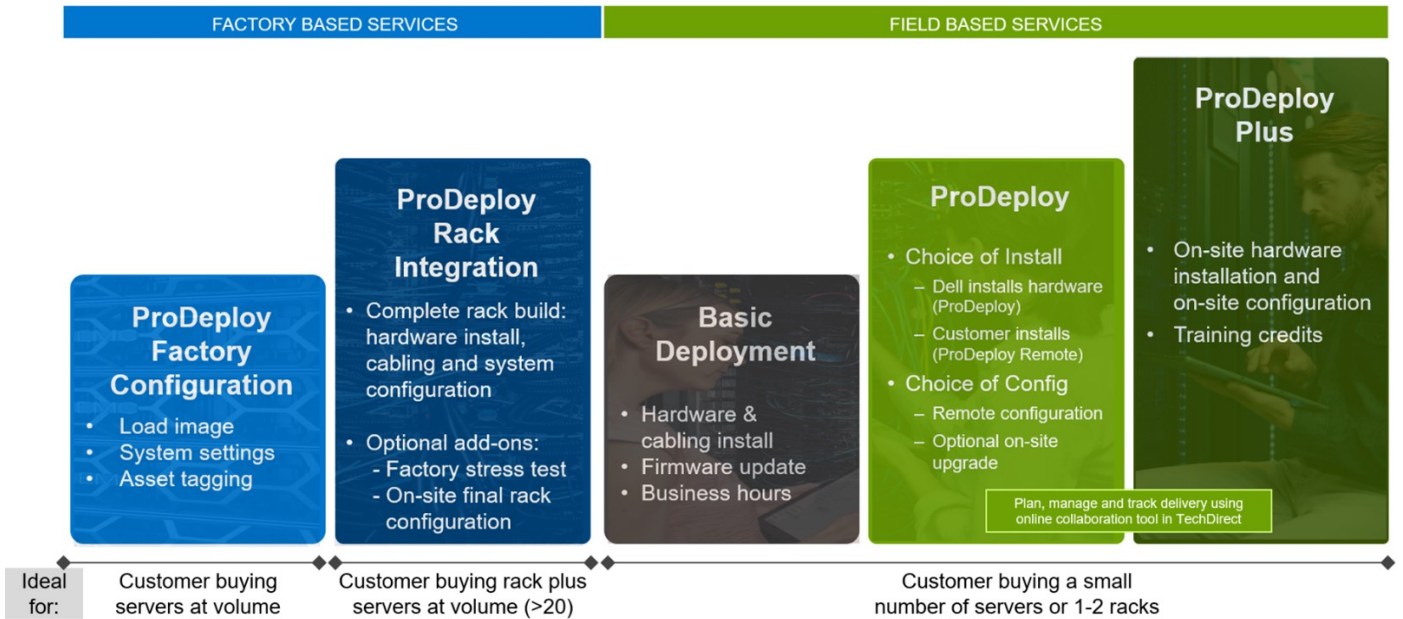 FACTORY BASED SERVICES
FIELD BASED SERVICES
ProDeploy
Factory
Configuration
• Load image
• System settings
• Asset tagging
ProDeploy
Rack
Integration
• Complete rack build:
hardware install,
cabling and system
configuration
• Optional add-ons:
- Factory stress test
- On-site final rack
configuration
Basic
Deployment
• Hardware &
cabling install
• Firmware update
• Business hours
ProDeploy
• Choice of Install
– Dell installs hardware
(ProDeploy)
– Customer installs
(ProDeploy Remote)
• Choice of Config
– Remote configuration
– Optional on-site
upgrade
ProDeploy
Plus
• On-site hardware
installation and
on-site configuration
• Training credits
Plan, manage and track delivery using
online collaboration tool in TechDirect
Ideal
for:
Customer buying
servers at volume
Customer buying rack plus
servers at volume (>20)
Customer buying a small
number of servers or 1-2 racks